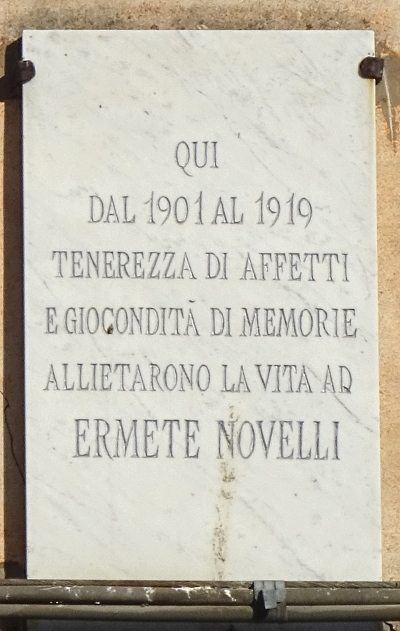 QUI
DAL 1901 AL 1919
TENEREZZA DI AFFETTI
E GIOCONDITÀ DI MEMORIE
ALLIETARONO LA VITA AD
ERMETE NOVELLI